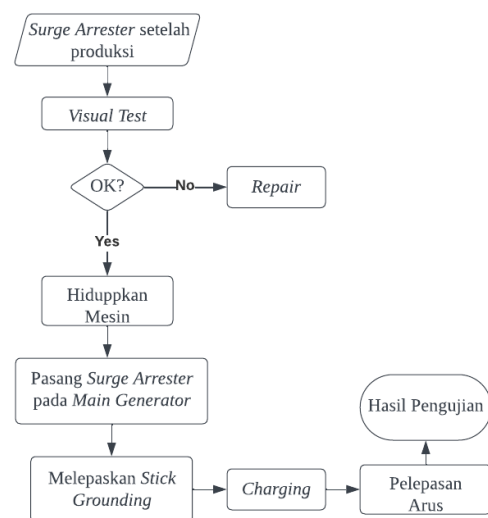 Surge Arrester setelah
produksi
Visual Test
OK?
No
Repair
Yes
Hiduppkan
Mesin
Pasang Surge Arrester
pada Main Generator
Melepaskan Stick
Grounding
Charging
Pelepasan
Arus
Hasil Pengujian